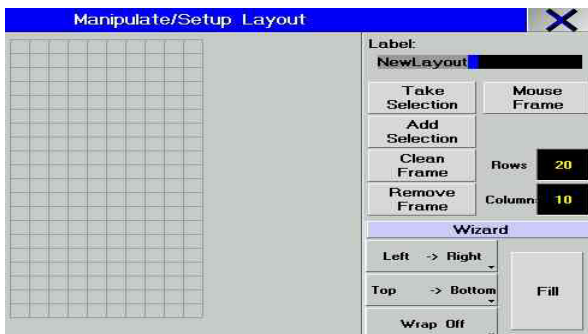 Manipulate/Setup Layout
Label:
NewLayout
Take
Selection
Mouse
Frame
Add
Selection
Clean
Frame
Rows 20
Remove
Frame
Column 10
Wizard
Left -> Right
Top -> Bottom
Fill
Wrap Off